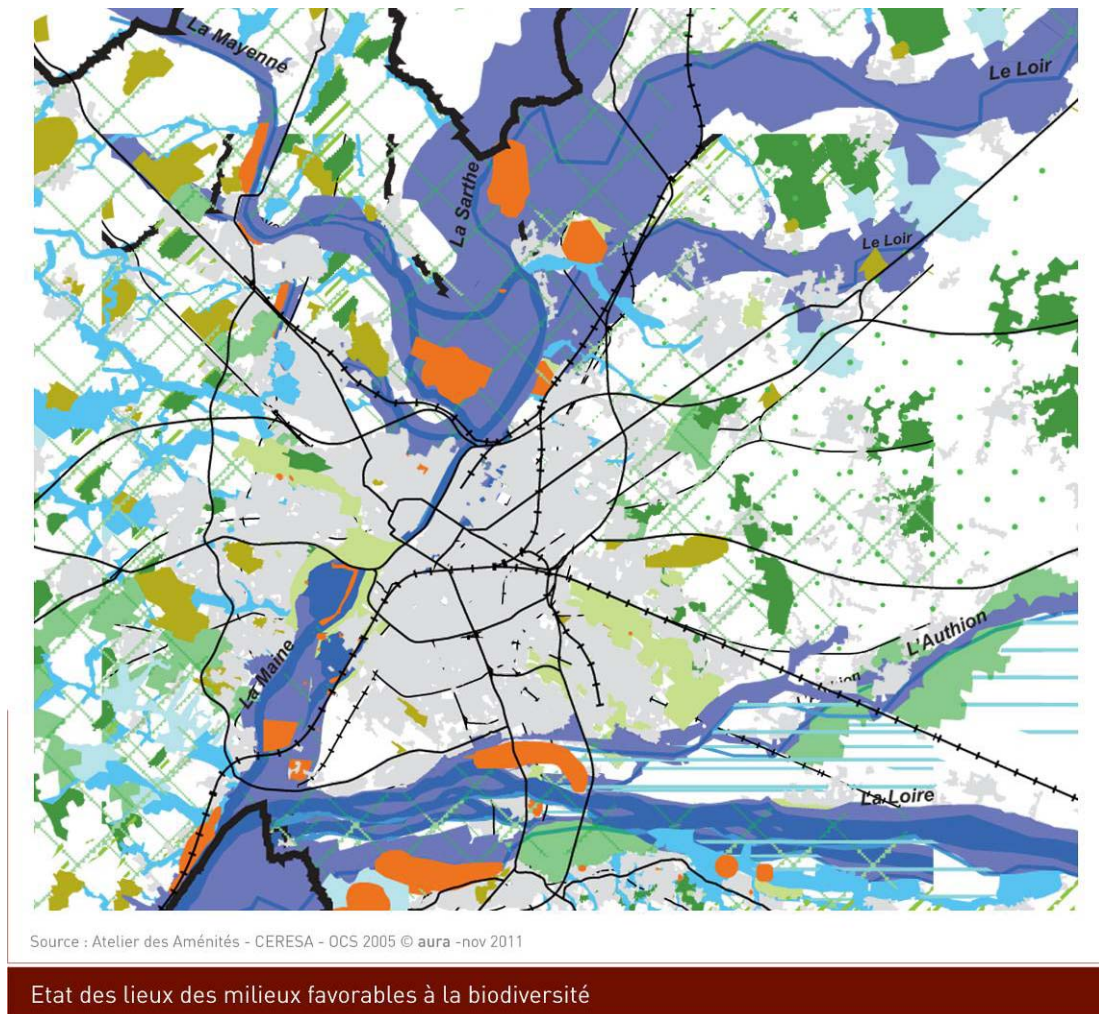 La Mayenne
Le Loir
La Sarthe
Le Loir
L'Authion
La Maine
La Loire
Source : Atelier des Aménités - CERESA - OCS 2005 © aura -nov 2011
Etat des lieux des milieux favorables à la biodiversité